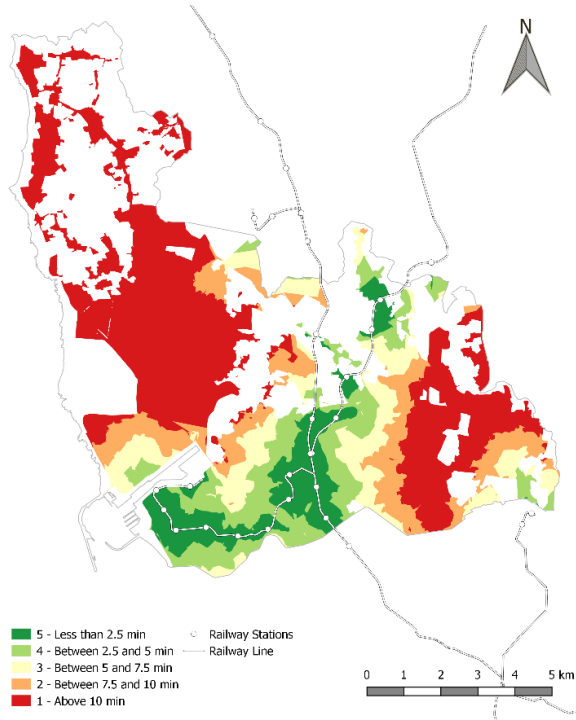 N
5 - Less than 2.5 min
4 - Between 2.5 and 5 min
3 - Between 5 and 7.5 min
2 - Between 7.5 and 10 min
1 - Above 10 min
Railway Stations
Railway Line
0 1 2 3 4 5 km